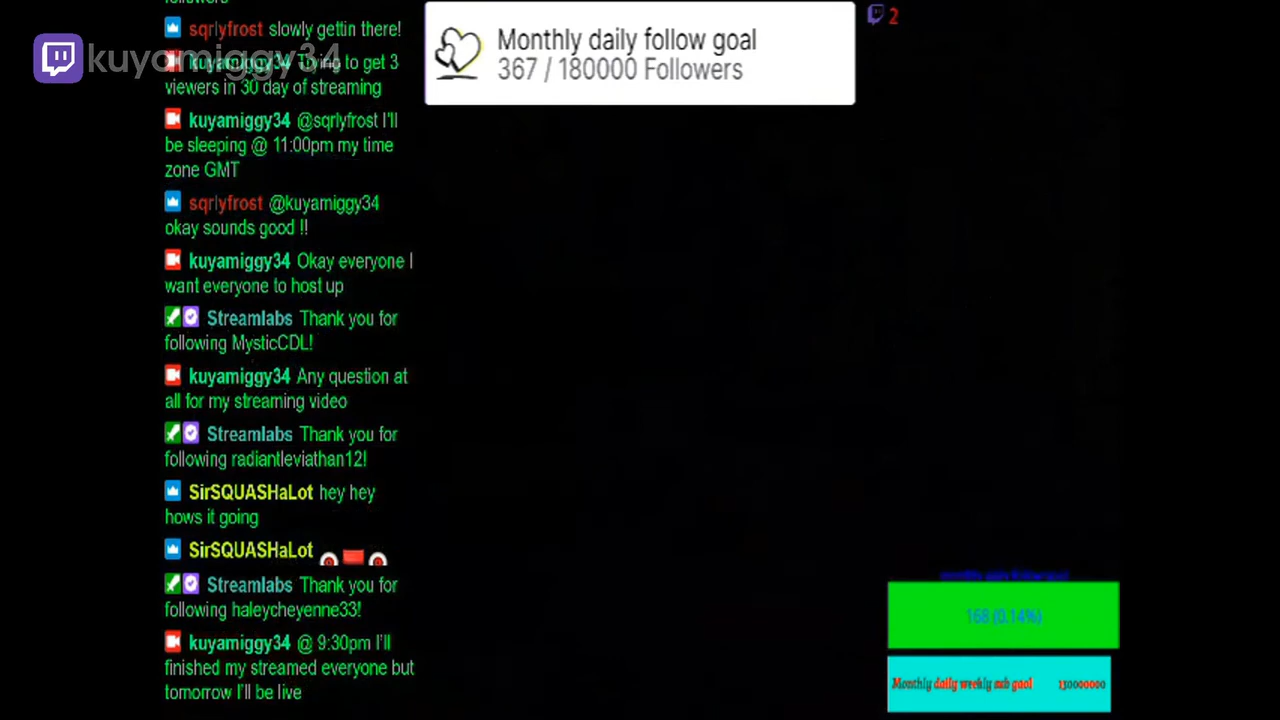 followers
sqrlyfrost slowly gettin there!
kuyamiggy34
kuyamiggy34 Trying to get 3
viewers in 30 day of streaming
kuyamiggy34 @sqrlyfrost I'll
be sleeping @ 11:00pm my time
zone GMT
sqrlyfrost @kuyamiggy34
okay sounds good !!
kuyamiggy34 Okay everyone I
want everyone to host up
Streamlabs Thank you for
following MysticCDL!
kuyamiggy34 Any question at
all for my streaming video
Streamlabs Thank you for
following radiantleviathan12!
SirSQUASHaLot hey hey
hows it going
SirSQUASHaLot
Streamlabs Thank you for
following haleycheyenne33!
kuyamiggy34 @ 9:30pm I'll
finished my streamed everyone but
tomorrow I'll be live
Monthly daily follow goal
367 / 180000 Followers
2
168 (0.14%)
Monthly daily weekly sub gaol